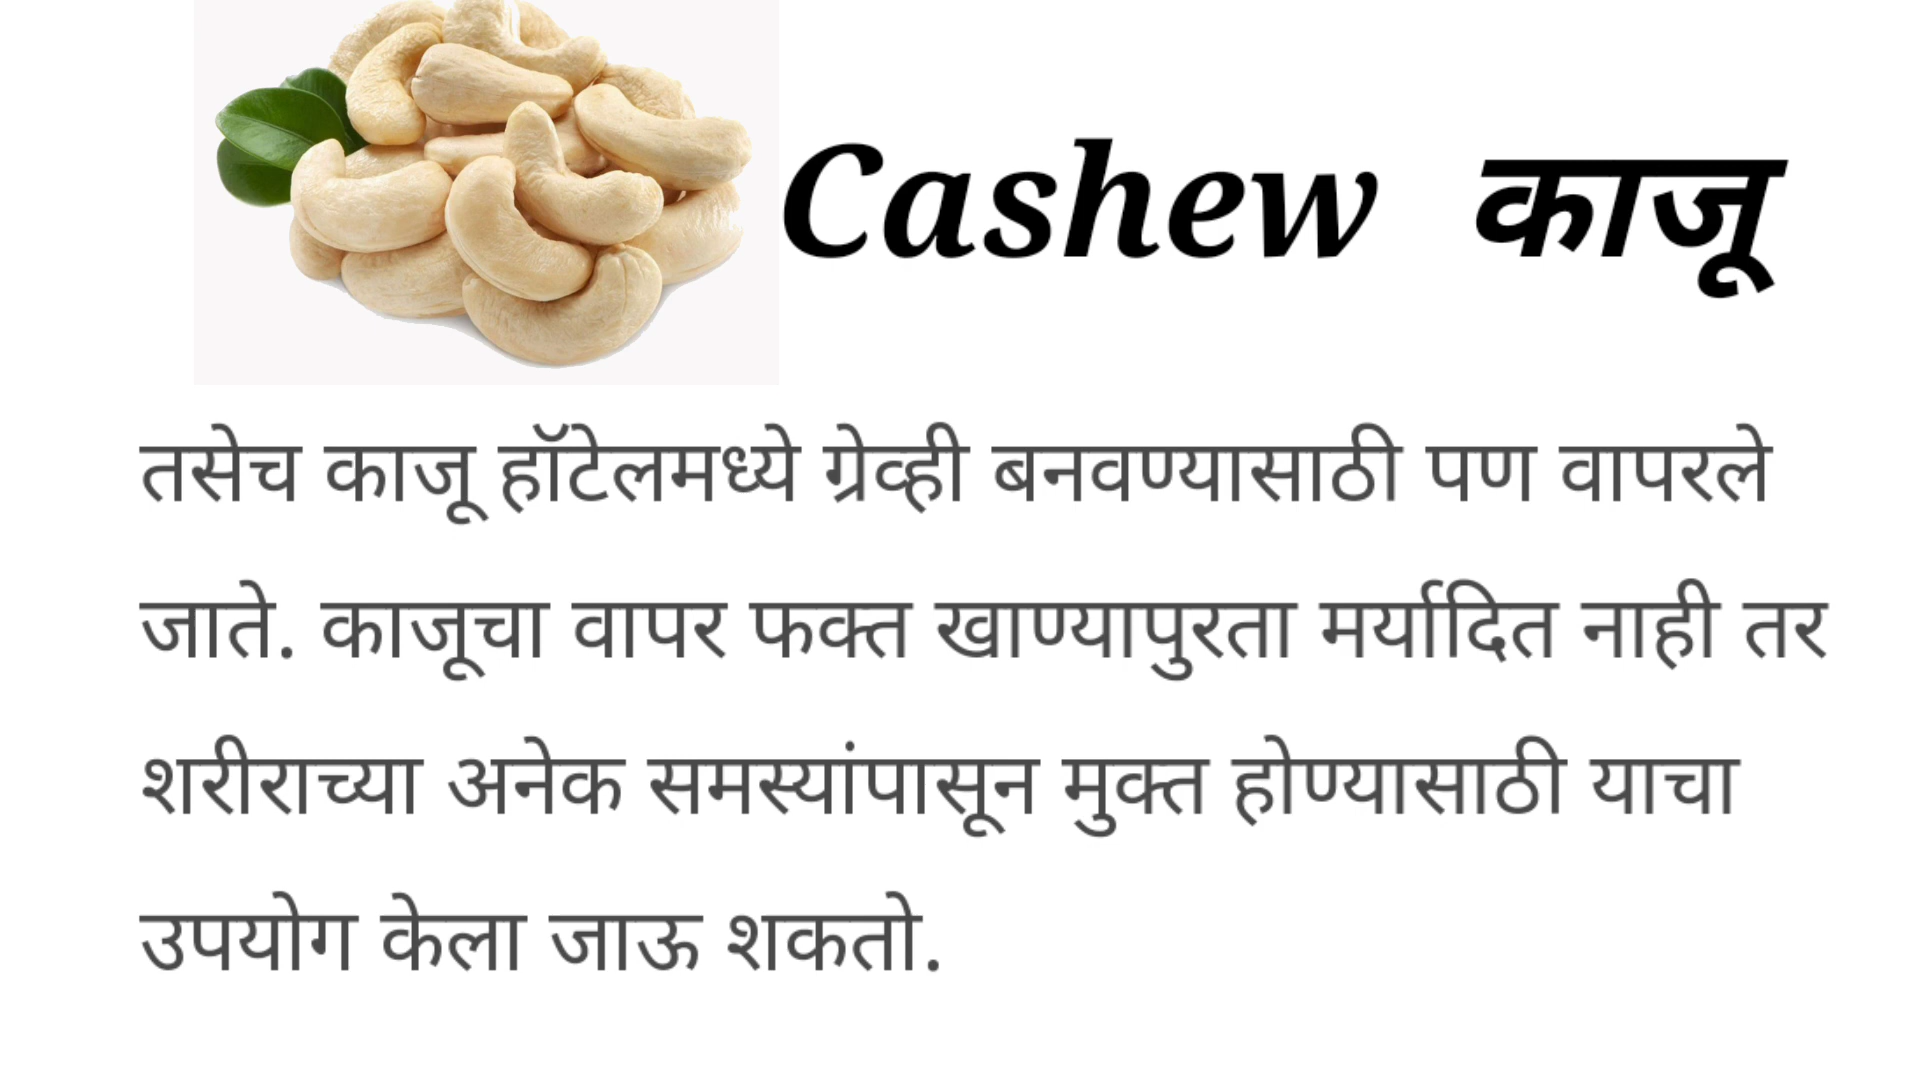 Cashew काजू
तसेच काजू हॉटेलमध्ये ग्रेव्ही बनवण्यासाठी पण वापरले
जाते. काजूचा वापर फक्त खाण्यापुरता मर्यादित नाही तर
शरीराच्या अनेक समस्यांपासून मुक्त होण्यासाठी याचा
उपयोग केला जाऊ शकतो.